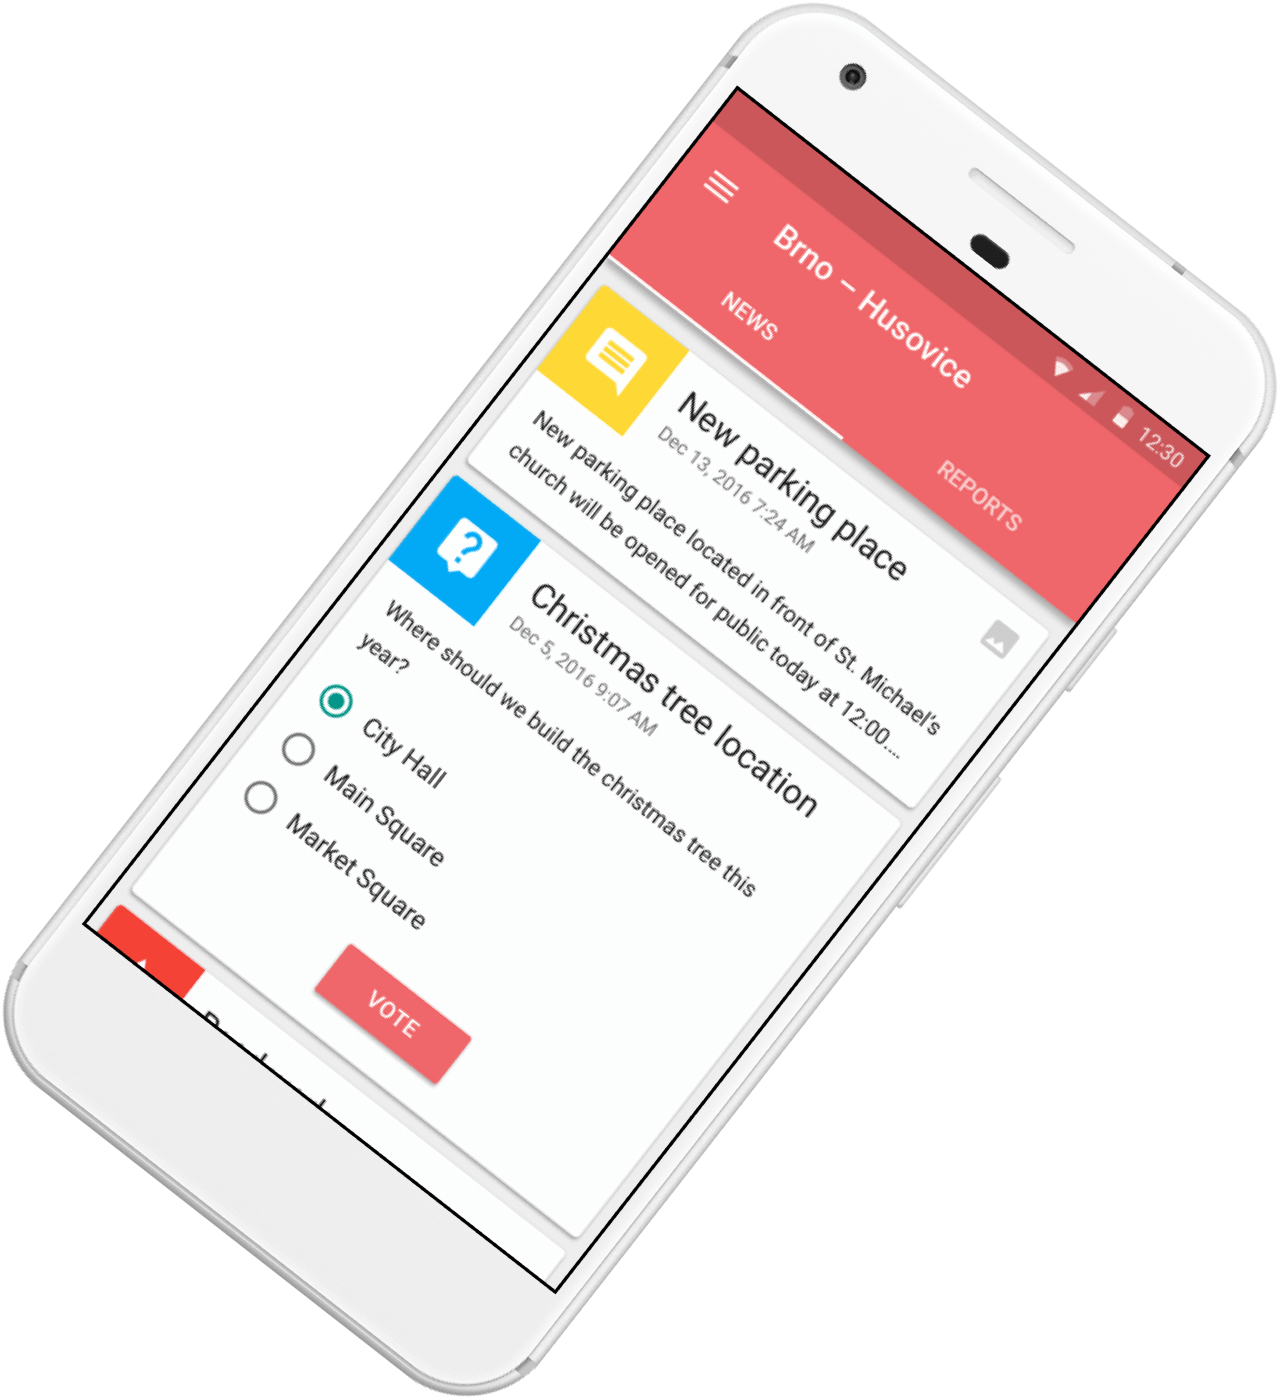 12:30
Brno – Husovice
NEWS
REPORTS
New parking place
Dec 13, 2016 7:24 AM
New parking place located in front of St. Michael's
church will be opened for public today at 12:00....
Christmas tree location
Dec 5, 2016 9:07 AM
Where should we build the christmas tree this
year?
City Hall
Main Square
Market Square
VOTE